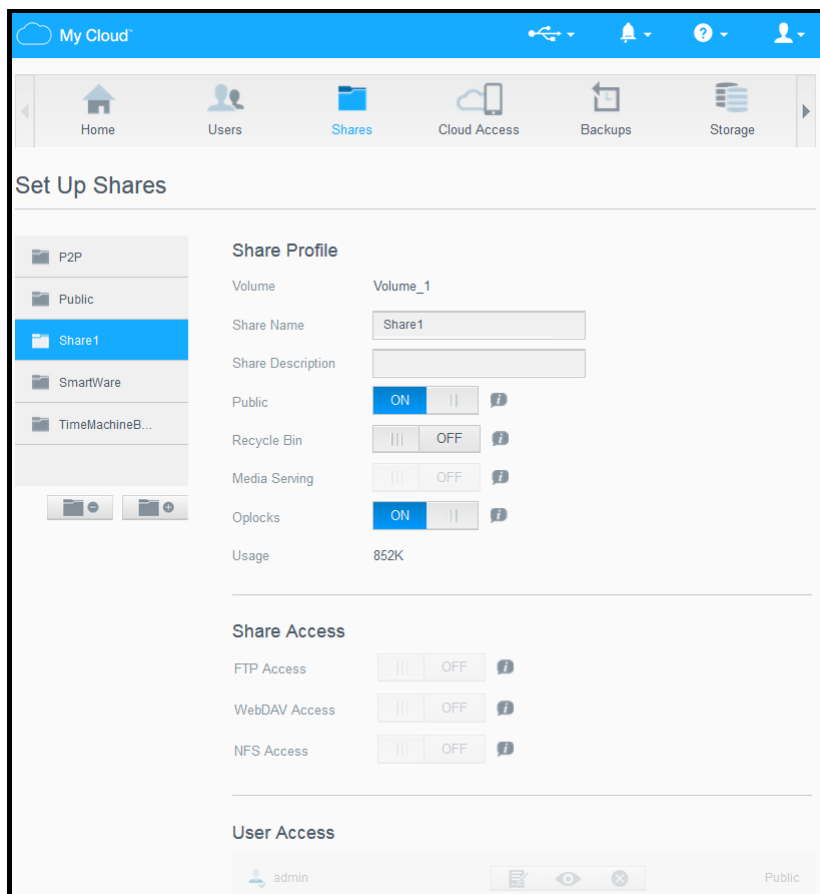 My Cloud™
?
Home Users Shares Cloud Access Backups Storage
Set Up Shares
P2P
Public
Share1
SmartWare
TimeMachineB...
Share Profile
Volume Volume_1
Share Name Share1
Share Description
Public ON i
Recycle Bin OFF i
Media Serving OFF i
Oplocks ON i
Usage 852K
Share Access
FTP Access OFF i
WebDAV Access OFF i
NFS Access OFF i
User Access
admin Public